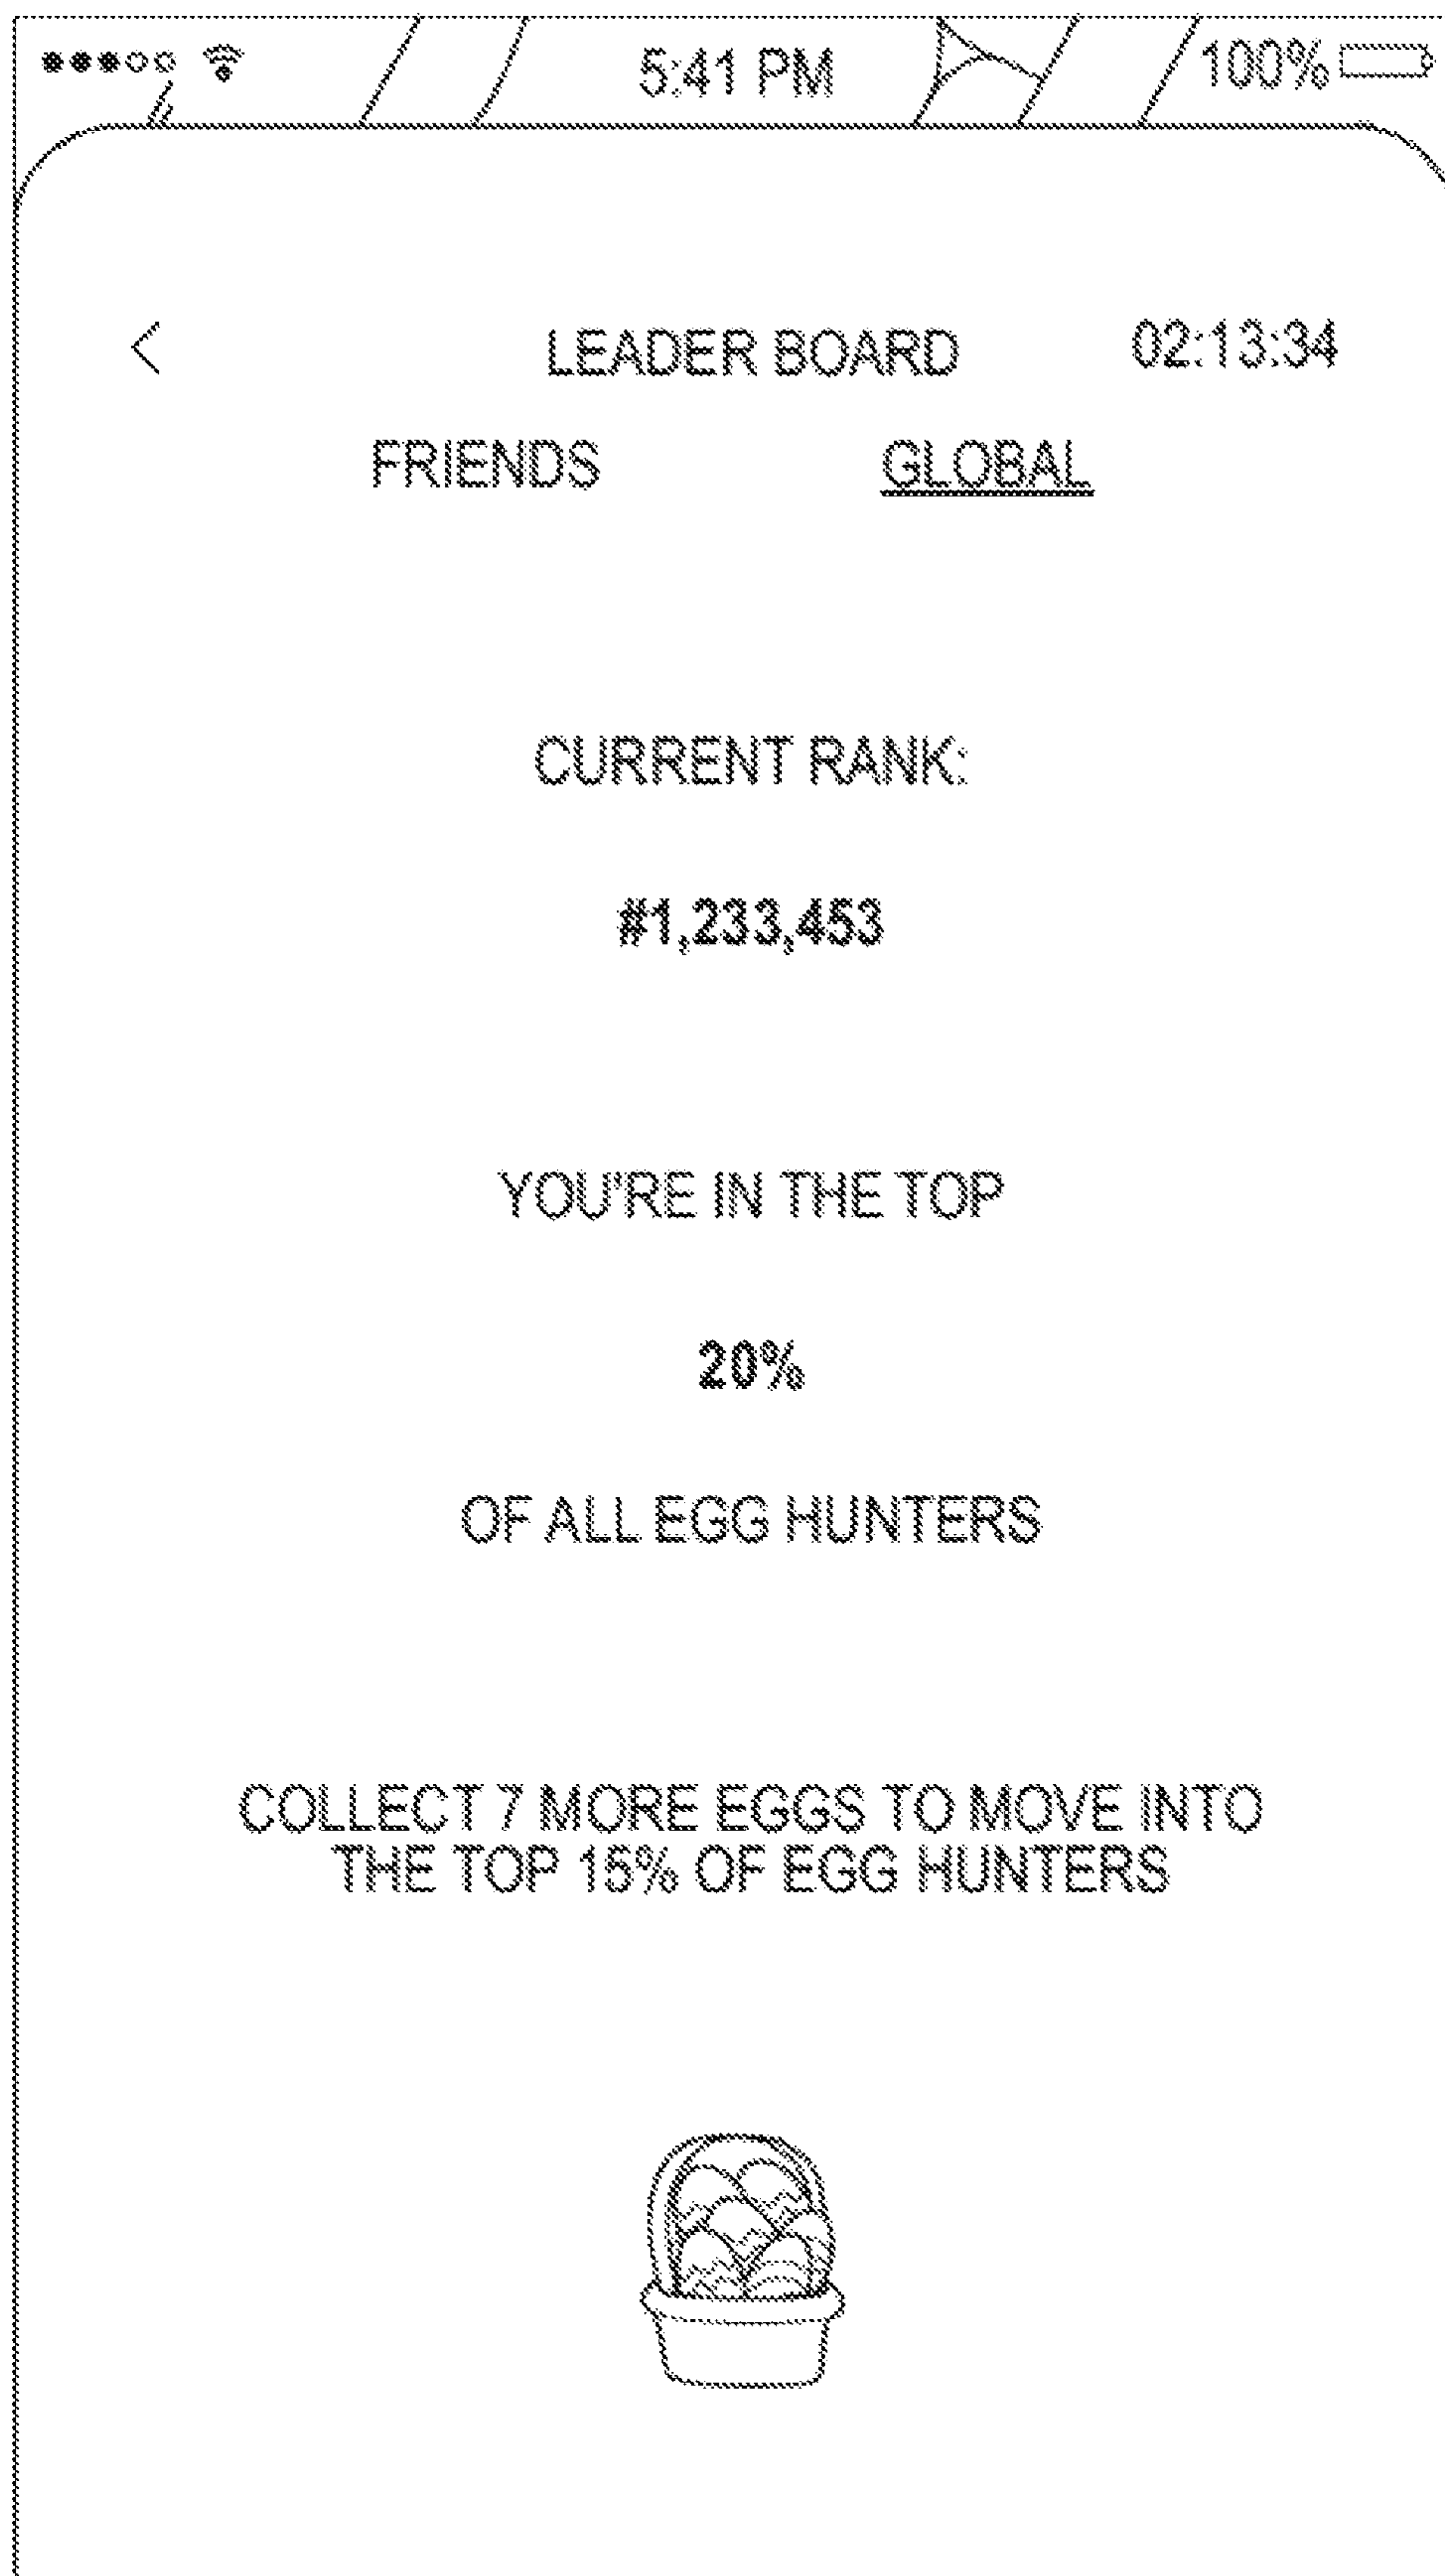 5:41 PM 100%
< LEADER BOARD 02:13:34
FRIENDS GLOBAL
CURRENT RANK:
#1,233,453
YOU'RE IN THE TOP
20%
OF ALL EGG HUNTERS
COLLECT 7 MORE EGGS TO MOVE INTO
THE TOP 15% OF EGG HUNTERS